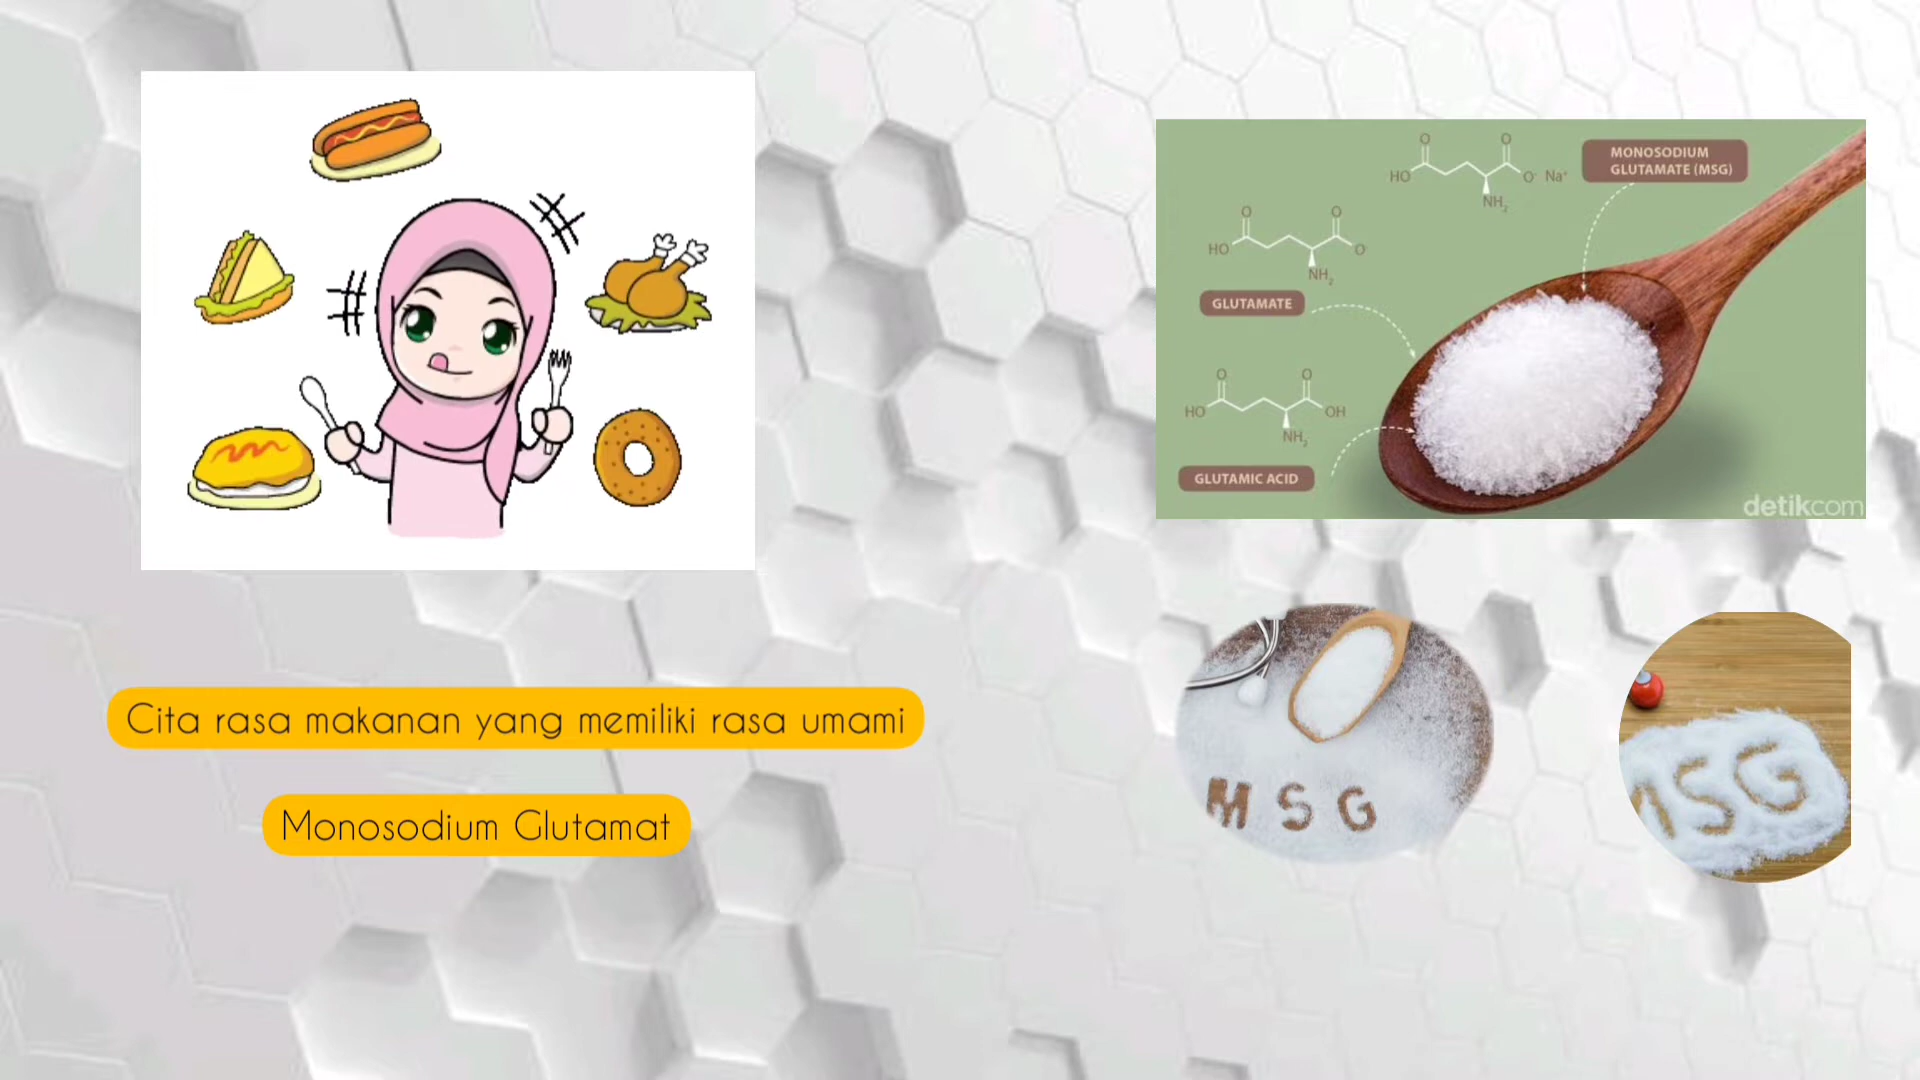 MONOSODIUM
GLUTAMATE (MSG)
O O
HO O⁻ Na⁺
NH₂
O O
HO O⁻
NH₂
GLUTAMATE
O O
HO OH
NH₂
GLUTAMIC ACID
detikcom
Cita rasa makanan yang memiliki rasa umami
Monosodium Glutamat
M S G
MSG